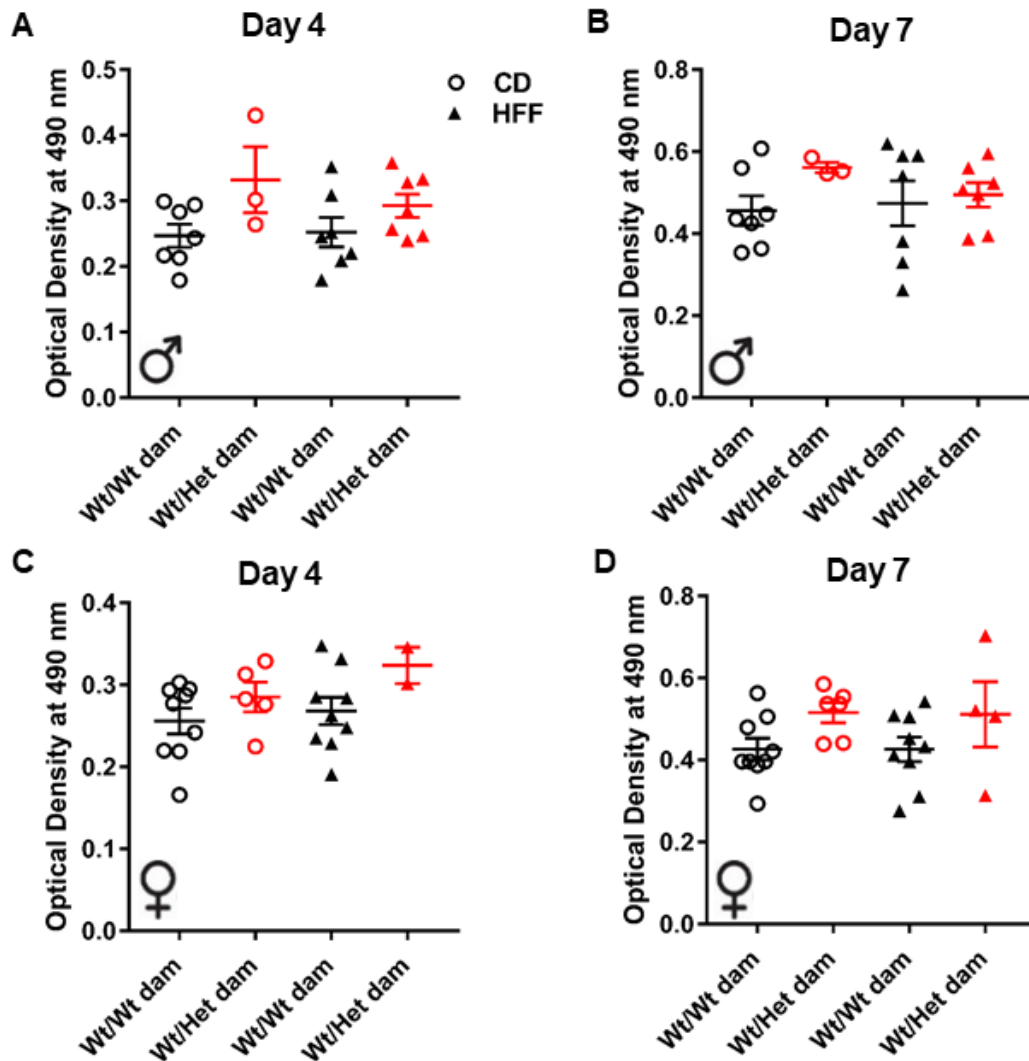 A
Day 4
Optical Density at 490 nm
0.5
0.4
0.3
0.2
0.1
0.0
CD
HFF
Wt/Wt dam
Wt/Het dam
Wt/Wt dam
Wt/Het dam
B
Day 7
Optical Density at 490 nm
0.8
0.6
0.4
0.2
0.0
Wt/Wt dam
Wt/Het dam
Wt/Wt dam
Wt/Het dam
C
Day 4
Optical Density at 490 nm
0.4
0.3
0.2
0.1
0.0
Wt/Wt dam
Wt/Het dam
Wt/Wt dam
Wt/Het dam
D
Day 7
Optical Density at 490 nm
0.8
0.6
0.4
0.2
0.0
Wt/Wt dam
Wt/Het dam
Wt/Wt dam
Wt/Het dam